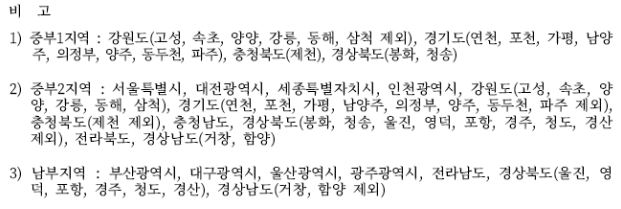 비 고
1) 중부1지역 : 강원도(고성, 속초, 양양, 강릉, 동해, 삼척 제외), 경기도(연천, 포천, 가평, 남양
주, 의정부, 양주, 동두천, 파주), 충청북도(제천), 경상북도(봉화, 청송)
2) 중부2지역 : 서울특별시, 대전광역시, 세종특별자치시, 인천광역시, 강원도(고성, 속초, 양
양, 강릉, 동해, 삼척), 경기도(연천, 포천, 가평, 남양주, 의정부, 양주, 동두천, 파주 제외),
충청북도(제천 제외), 충청남도, 경상북도(봉화, 청송, 울진, 영덕, 포항, 경주, 청도, 경산
제외), 전라북도, 경상남도(거창, 함양)
3) 남부지역 : 부산광역시, 대구광역시, 울산광역시, 광주광역시, 전라남도, 경상북도(울진, 영
덕, 포항, 경주, 청도, 경산), 경상남도(거창, 함양 제외)